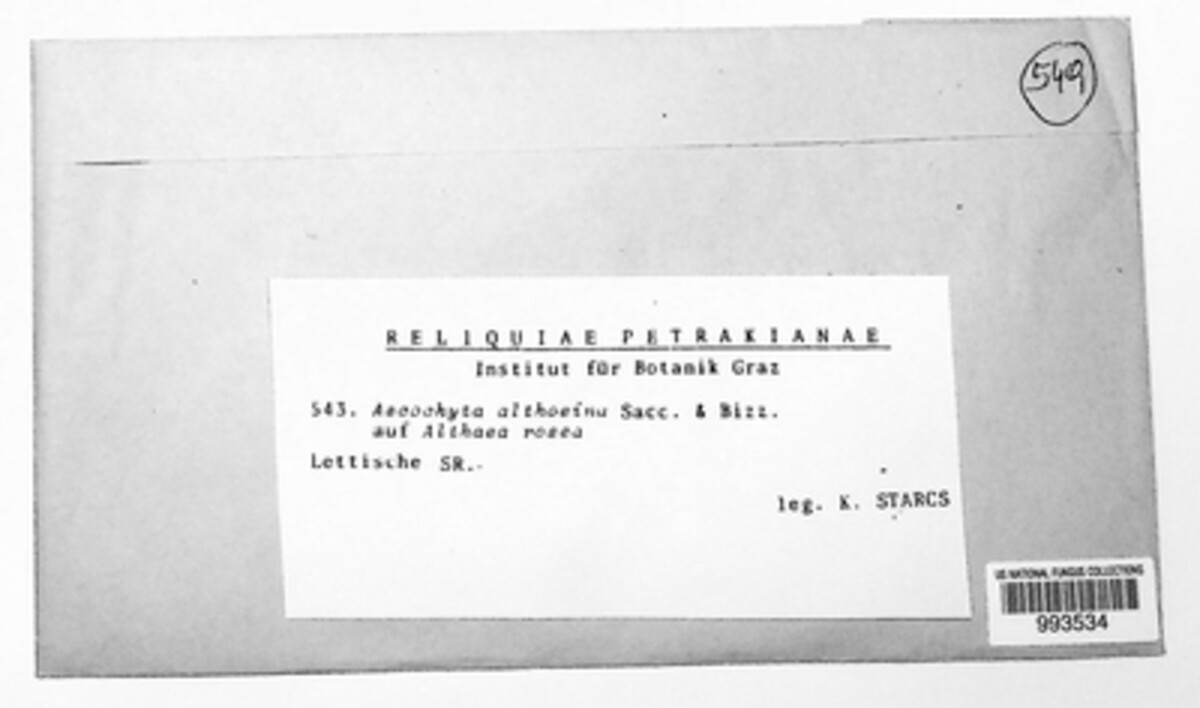 549
RELIQUIAE PETRAKIANAE
Institut für Botanik Graz
543. Ascochyta althaeina Sacc. & Bizz.
auf Althaea rosea
Lettische SR.-
leg. K. STARCS
US NATIONAL FUNGUS COLLECTIONS
993534